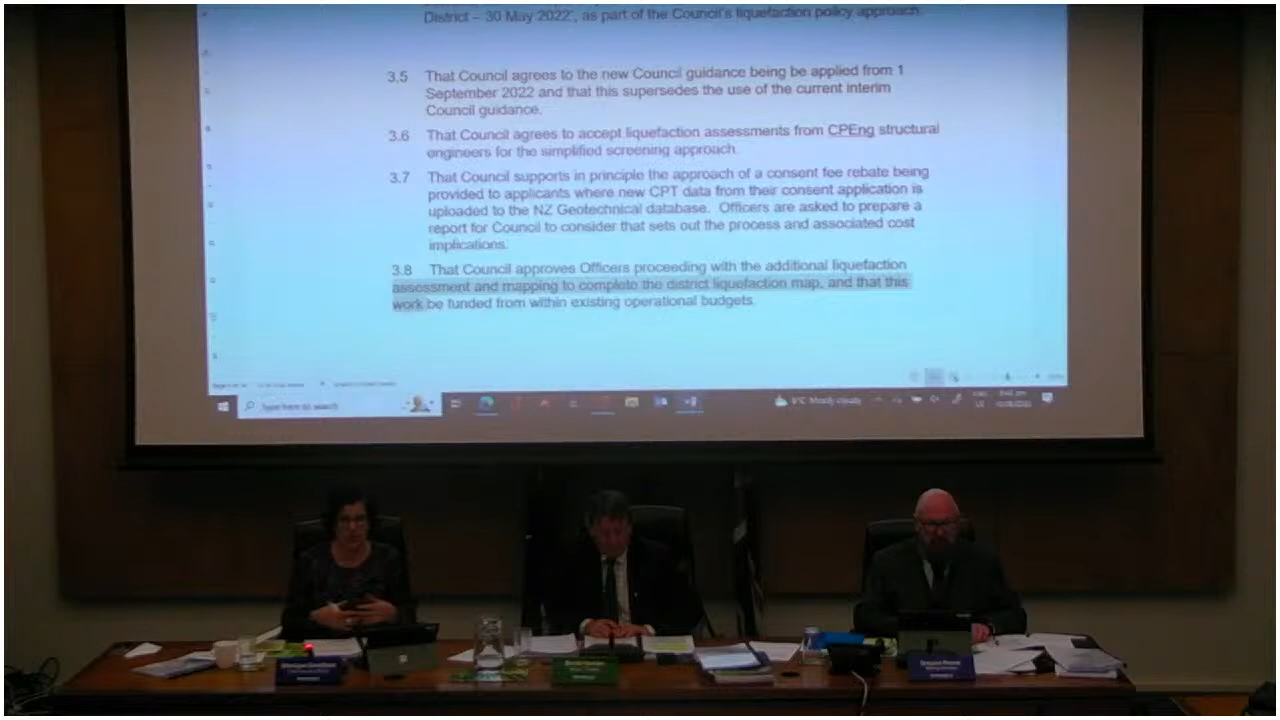 District – 30 May 2022', as part of the Council's liquefaction policy approach.
3.5 That Council agrees to the new Council guidance being be applied from 1
September 2022 and that this supersedes the use of the current interim
Council guidance.
3.6 That Council agrees to accept liquefaction assessments from CPEng structural
engineers for the simplified screening approach.
3.7 That Council supports in principle the approach of a consent fee rebate being
provided to applicants where new CPT data from their consent application is
uploaded to the NZ Geotechnical database. Officers are asked to prepare a
report for Council to consider that sets out the process and associated cost
implications.
3.8 That Council approves Officers proceeding with the additional liquefaction
assessment and mapping to complete the district liquefaction map, and that this
work be funded from within existing operational budgets.
Type here to search
9°C Mostly cloudy